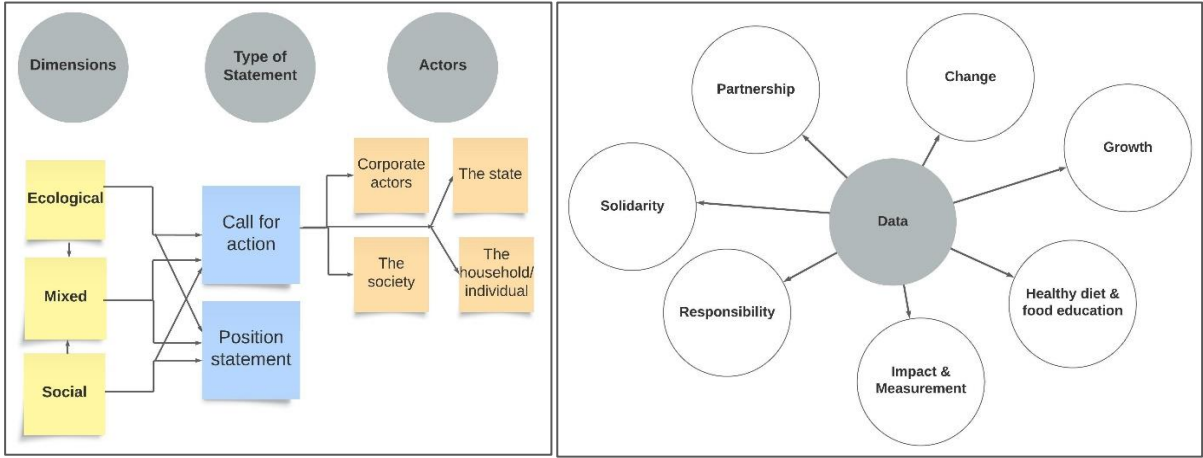 Dimensions
Type of
Statement
Actors
Ecological
Mixed
Social
Call for
action
Position
statement
Corporate
actors
The state
The
society
The
household/
individual
Partnership
Change
Growth
Solidarity
Data
Responsibility
Healthy diet &
food education
Impact &
Measurement